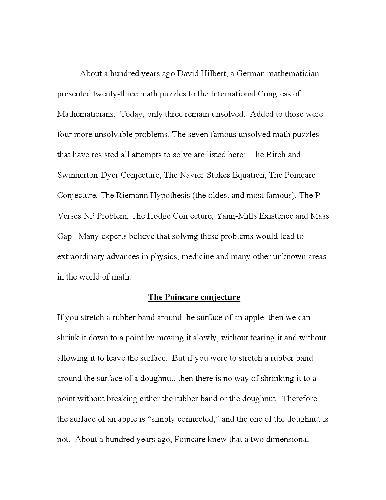 About a hundred years ago David Hilbert, a German mathematician
presented twenty-three math puzzles to the International Congress of
Mathematicians. Today, only three remain unsolved. Added to those were
four more unsolvable problems. The seven famous unsolved math puzzles
that have resisted all attempts to solve are listed here: The Birch and
Swinnerton-Dyer Conjecture, The Navier-Stokes Equation, The Poincare
Conjecture, The Riemann Hypothesis (the oldest and most famous), The P
Verses NP Problem, The Hodge Conjecture, Yang-Mills Existence and Mass
Gap. Many experts believe that solving these problems would lead to
extraordinary advances in physics, medicine and many other unknown areas
in the world of math.
The Poincare conjecture
If you stretch a rubber band around the surface of an apple, then we can
shrink it down to a point by moving it slowly, without tearing it and without
allowing it to leave the surface. But if you were to stretch a rubber band
around the surface of a doughnut, then there is no way of shrinking it to a
point without breaking either the rubber band or the doughnut. Therefore
the surface of an apple is "simply connected," and the one of the doughnut is
not. About a hundred years ago, Poincare knew that a two dimensional